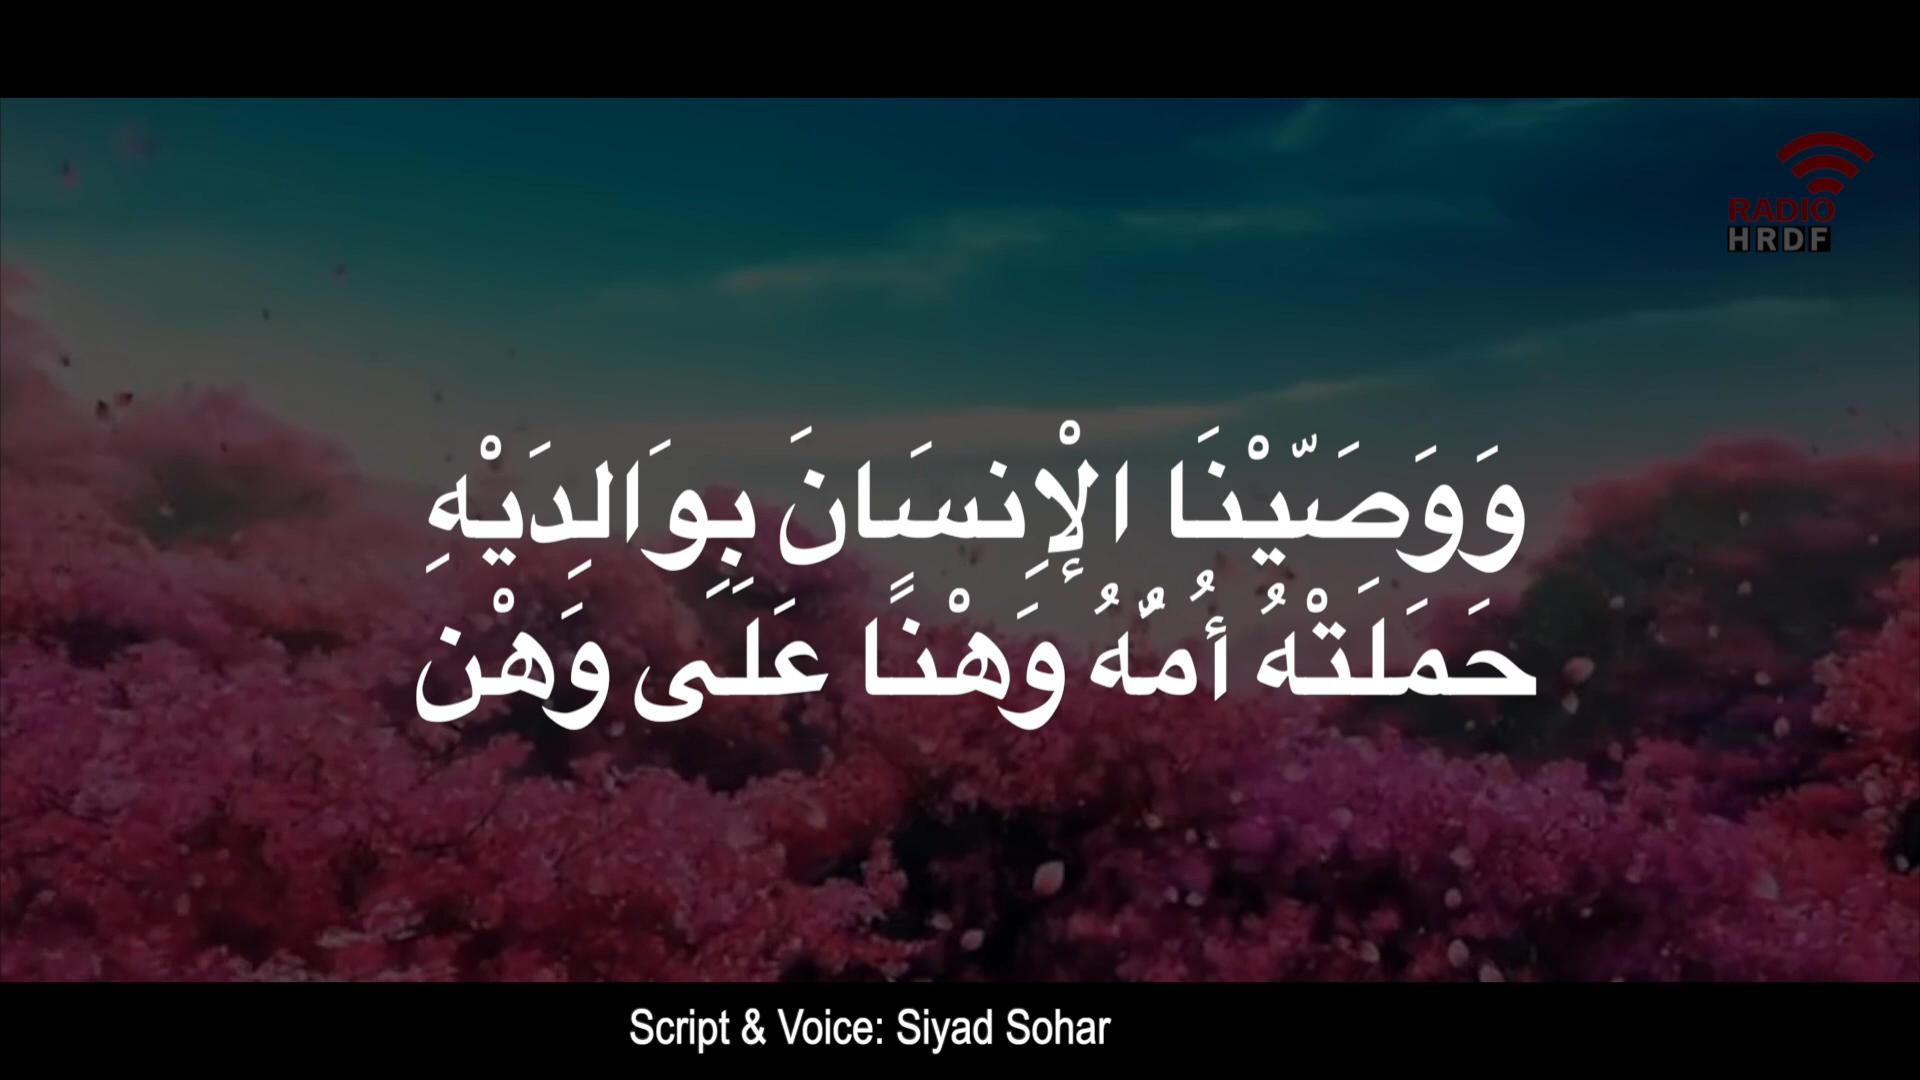 RADIO
HRDF
وَوَصَّيْنَا الْإِنسَانَ بِوَالِدَيْهِ
حَمَلَتْهُ أُمُّهُ وَهْنًا عَلَى وَهْن
Script & Voice: Siyad Sohar